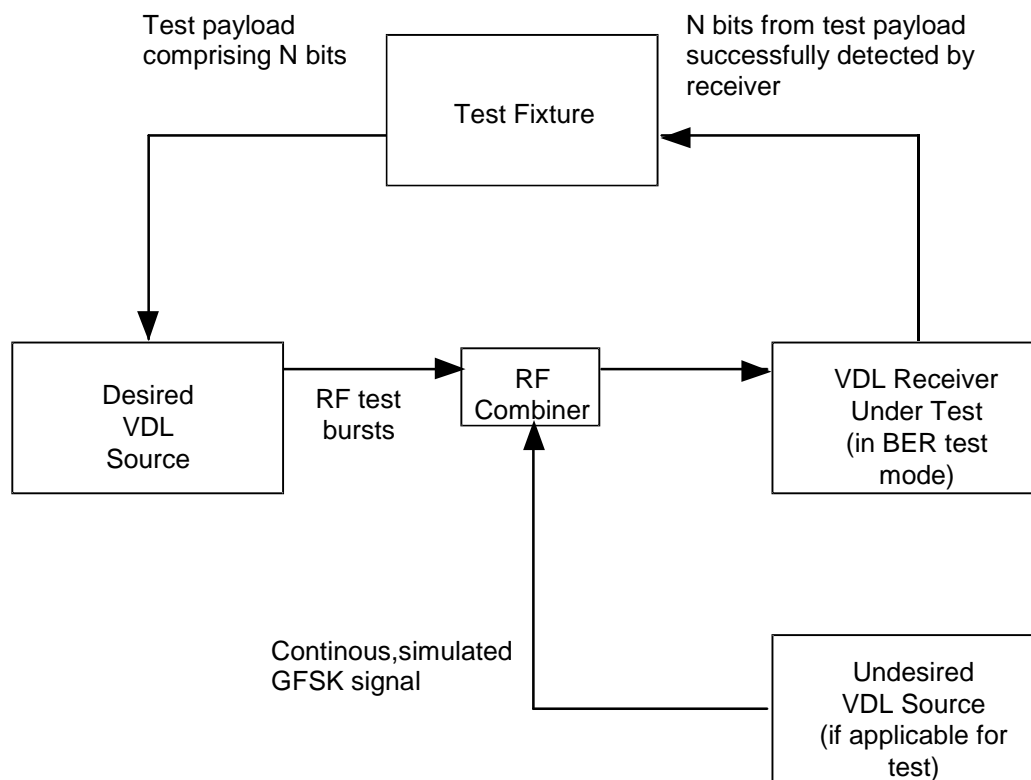 Test payload
comprising N bits
N bits from test payload
successfully detected by
receiver
Test Fixture
Desired
VDL
Source
RF test
bursts
RF
Combiner
VDL Receiver
Under Test
(in BER test
mode)
Continous,simulated
GFSK signal
Undesired
VDL Source
(if applicable for
test)